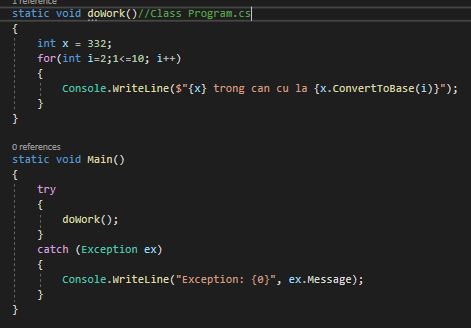 1 reference
static void doWork()//Class Program.cs
{
int x = 332;
for(int i=2;1<=10; i++)
{
Console.WriteLine($"{x} trong can cu la {x.ConvertToBase(i)}");
}
}
0 references
static void Main()
{
try
{
doWork();
}
catch (Exception ex)
{
Console.WriteLine("Exception: {0}", ex.Message);
}
}